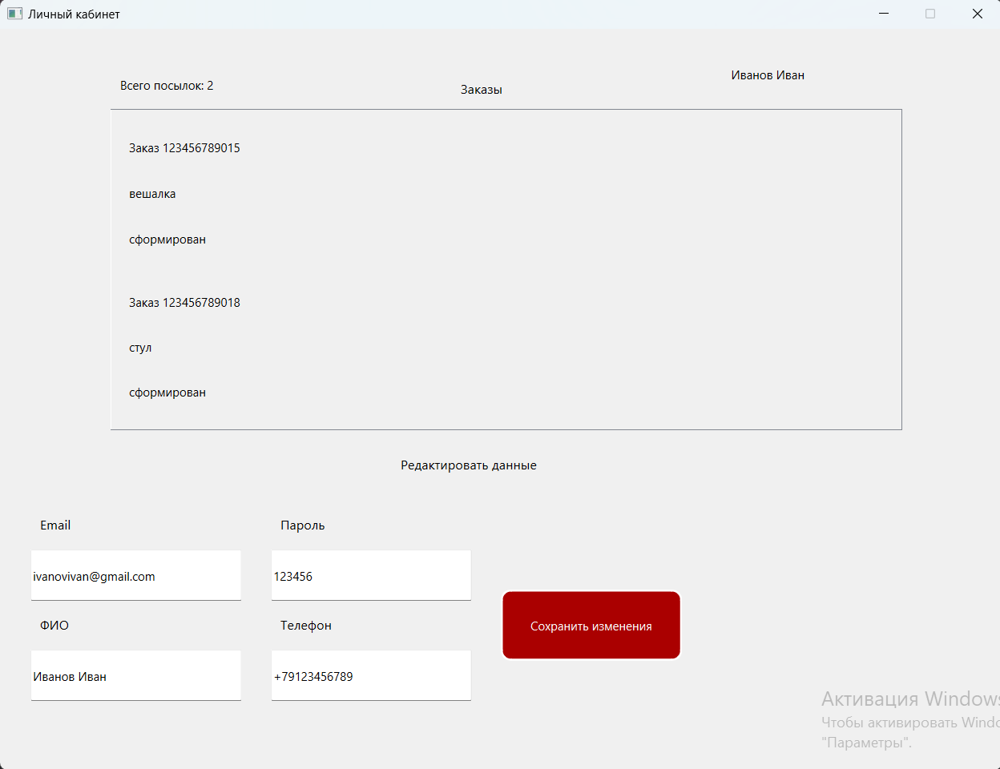 Личный кабинет
Всего посылок: 2
Заказы
Иванов Иван
Заказ 123456789015
вешалка
сформирован
Заказ 123456789018
стул
сформирован
Редактировать данные
Email
Пароль
ivanovivan@gmail.com
123456
ФИО
Телефон
Сохранить изменения
Иванов Иван
+79123456789
Активация Windows
Чтобы активировать Windo
"Параметры".